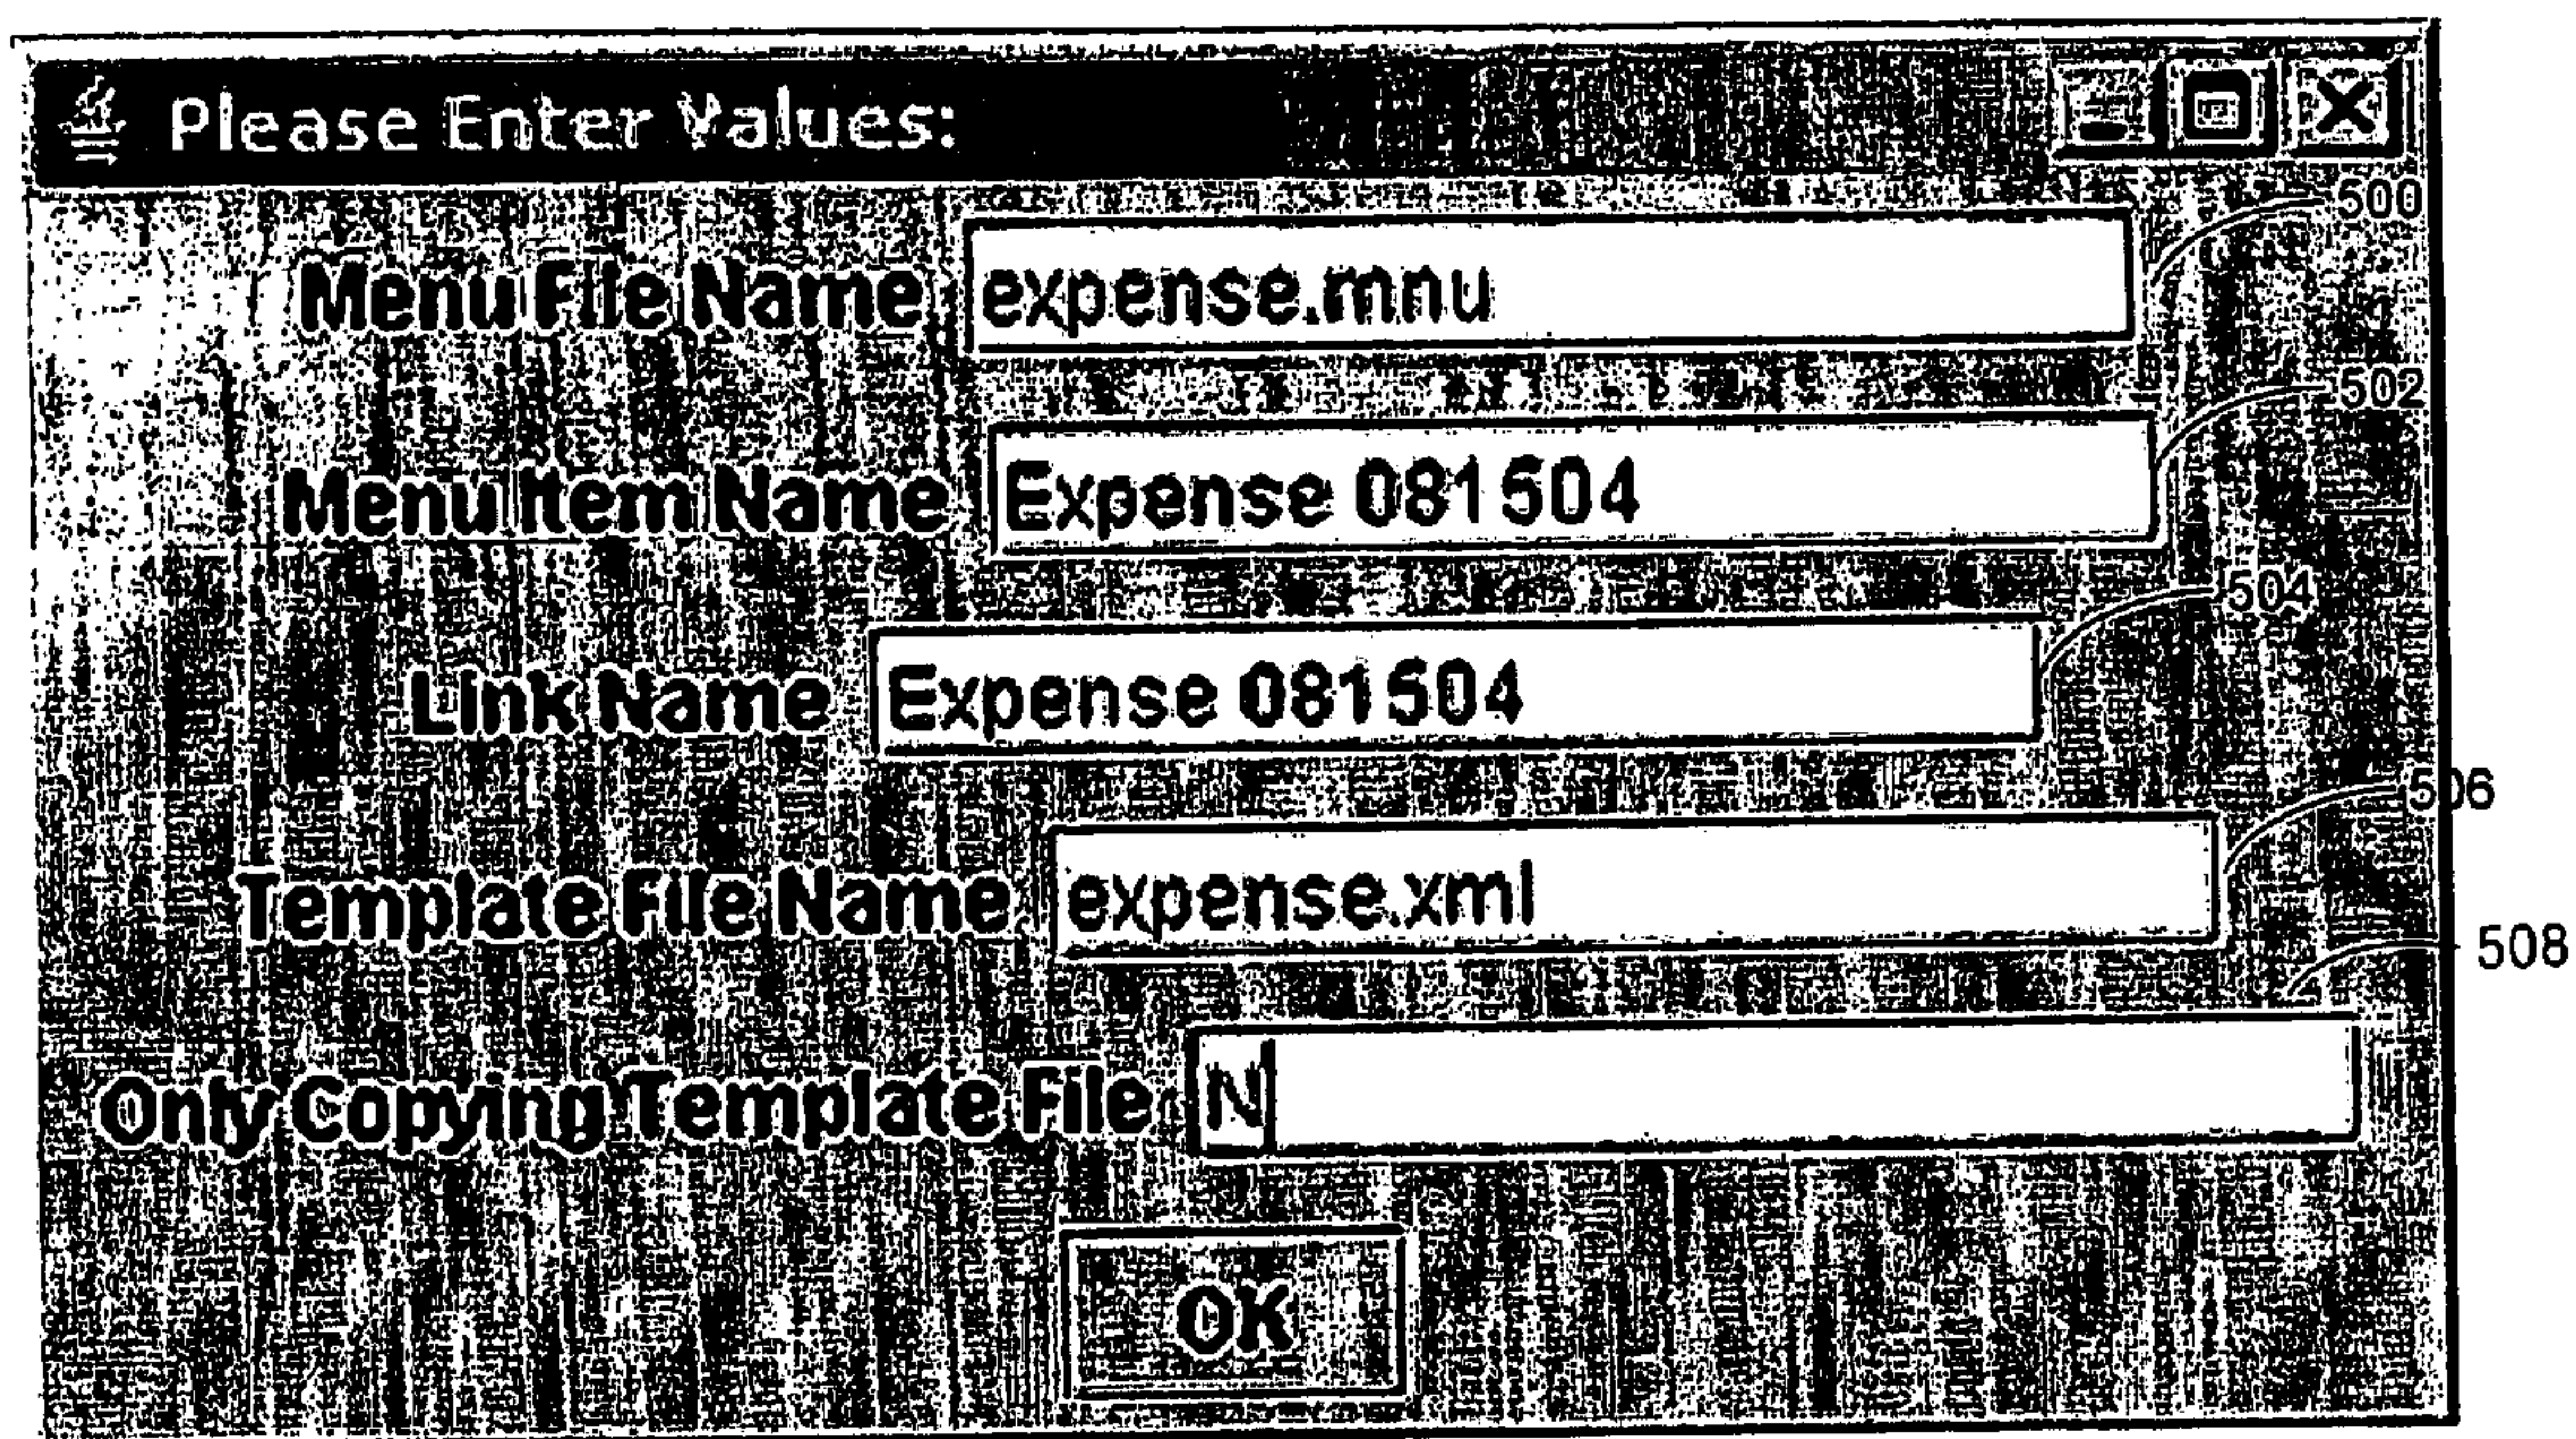 Please Enter Values:
500
Menu File Name expense.mnu
502
Menu Item Name Expense 081504
504
Link Name Expense 081504
506
Template File Name expense.xml
508
Only Copying Template File N
OK